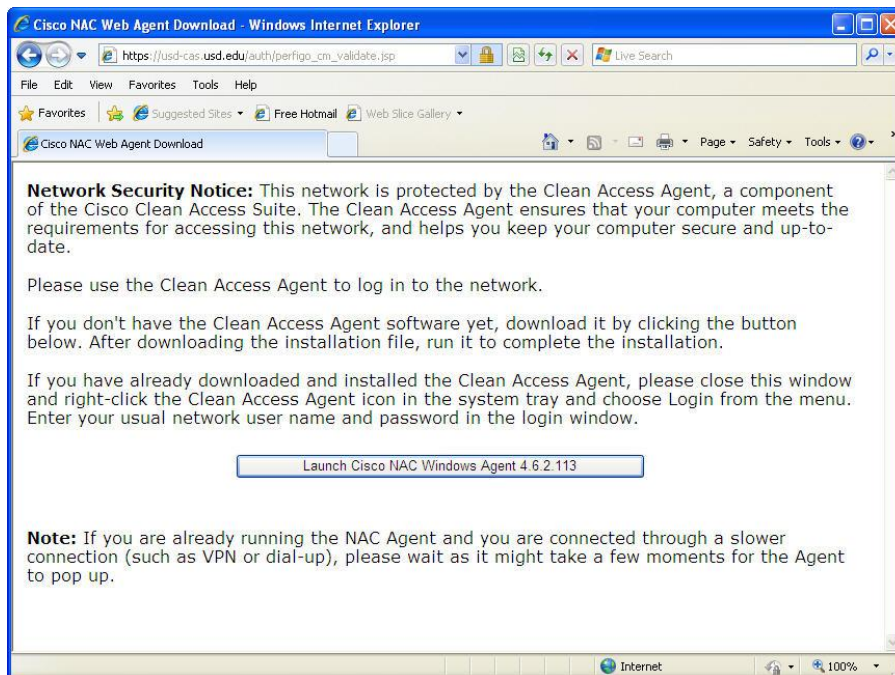 Cisco NAC Web Agent Download - Windows Internet Explorer
https://usd-cas.usd.edu/auth/perfigo_cm_validate.jsp
Live Search
File Edit View Favorites Tools Help
Favorites Suggested Sites Free Hotmail Web Slice Gallery
Cisco NAC Web Agent Download Page Safety Tools
Network Security Notice: This network is protected by the Clean Access Agent, a component
of the Cisco Clean Access Suite. The Clean Access Agent ensures that your computer meets the
requirements for accessing this network, and helps you keep your computer secure and up-to-
date.
Please use the Clean Access Agent to log in to the network.
If you don't have the Clean Access Agent software yet, download it by clicking the button
below. After downloading the installation file, run it to complete the installation.
If you have already downloaded and installed the Clean Access Agent, please close this window
and right-click the Clean Access Agent icon in the system tray and choose Login from the menu.
Enter your usual network user name and password in the login window.
Launch Cisco NAC Windows Agent 4.6.2.113
Note: If you are already running the NAC Agent and you are connected through a slower
connection (such as VPN or dial-up), please wait as it might take a few moments for the Agent
to pop up.
Internet 100%